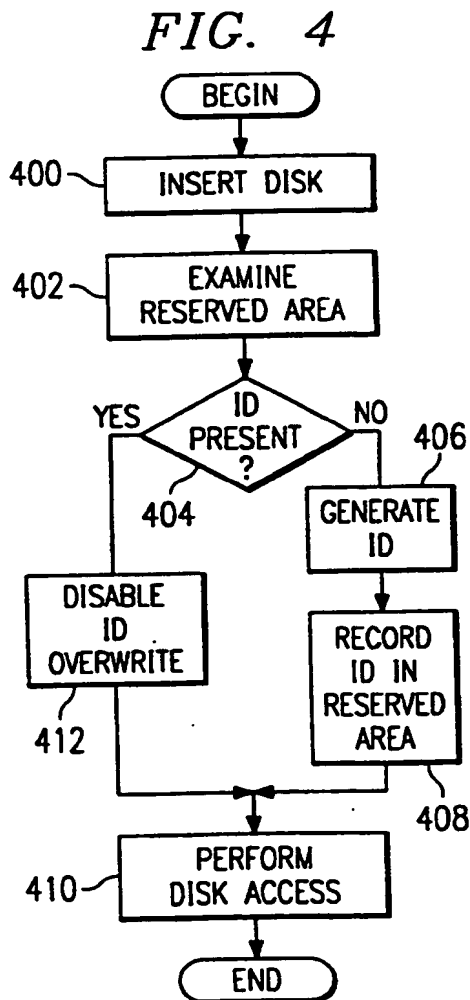 FIG. 4
BEGIN
400
INSERT DISK
402
EXAMINE
RESERVED AREA
YES
ID
PRESENT
?
NO
404
406
GENERATE
ID
DISABLE
ID
OVERWRITE
412
RECORD
ID IN
RESERVED
AREA
408
410
PERFORM
DISK ACCESS
END